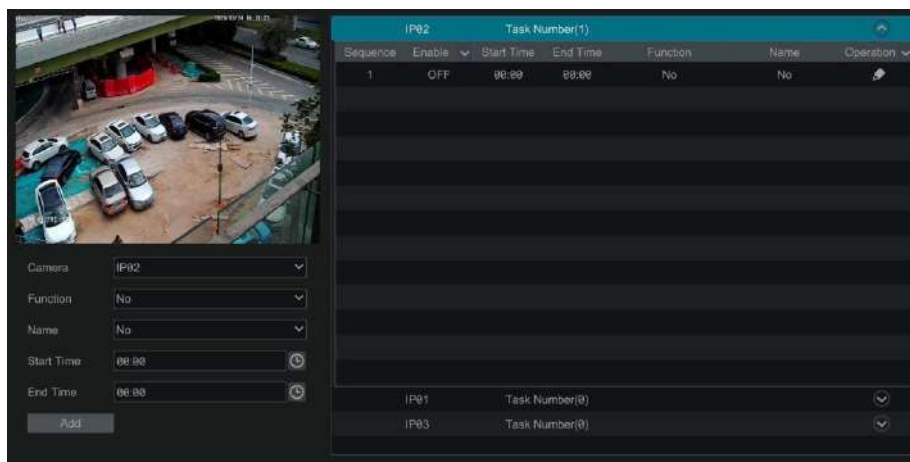 IP02 Task Number(1)
Sequence Enable Start Time End Time Function Name Operation
1 OFF 00:00 00:00 No No
Camera IP02
Function No
Name No
Start Time 00:00
End Time 00:00
Add
IP01 Task Number(0)
IP03 Task Number(0)